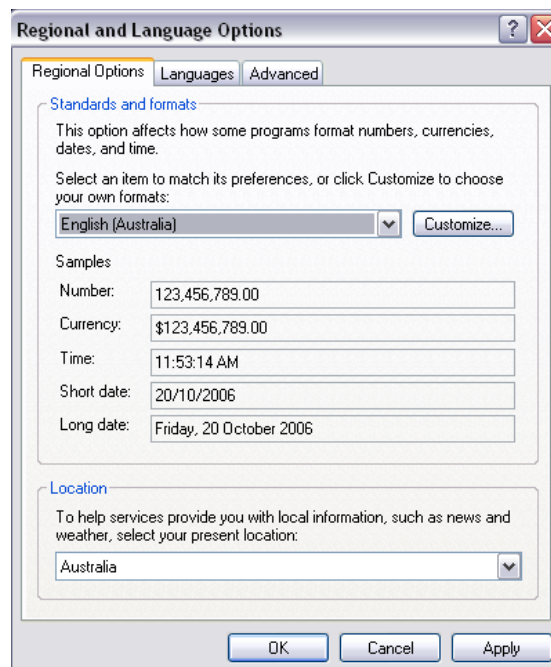 Regional and Language Options
Regional Options Languages Advanced
Standards and formats
This option affects how some programs format numbers, currencies,
dates, and time.
Select an item to match its preferences, or click Customize to choose
your own formats:
English (Australia) Customize...
Samples
Number: 123,456,789.00
Currency: $123,456,789.00
Time: 11:53:14 AM
Short date: 20/10/2006
Long date: Friday, 20 October 2006
Location
To help services provide you with local information, such as news and
weather, select your present location:
Australia
OK Cancel Apply